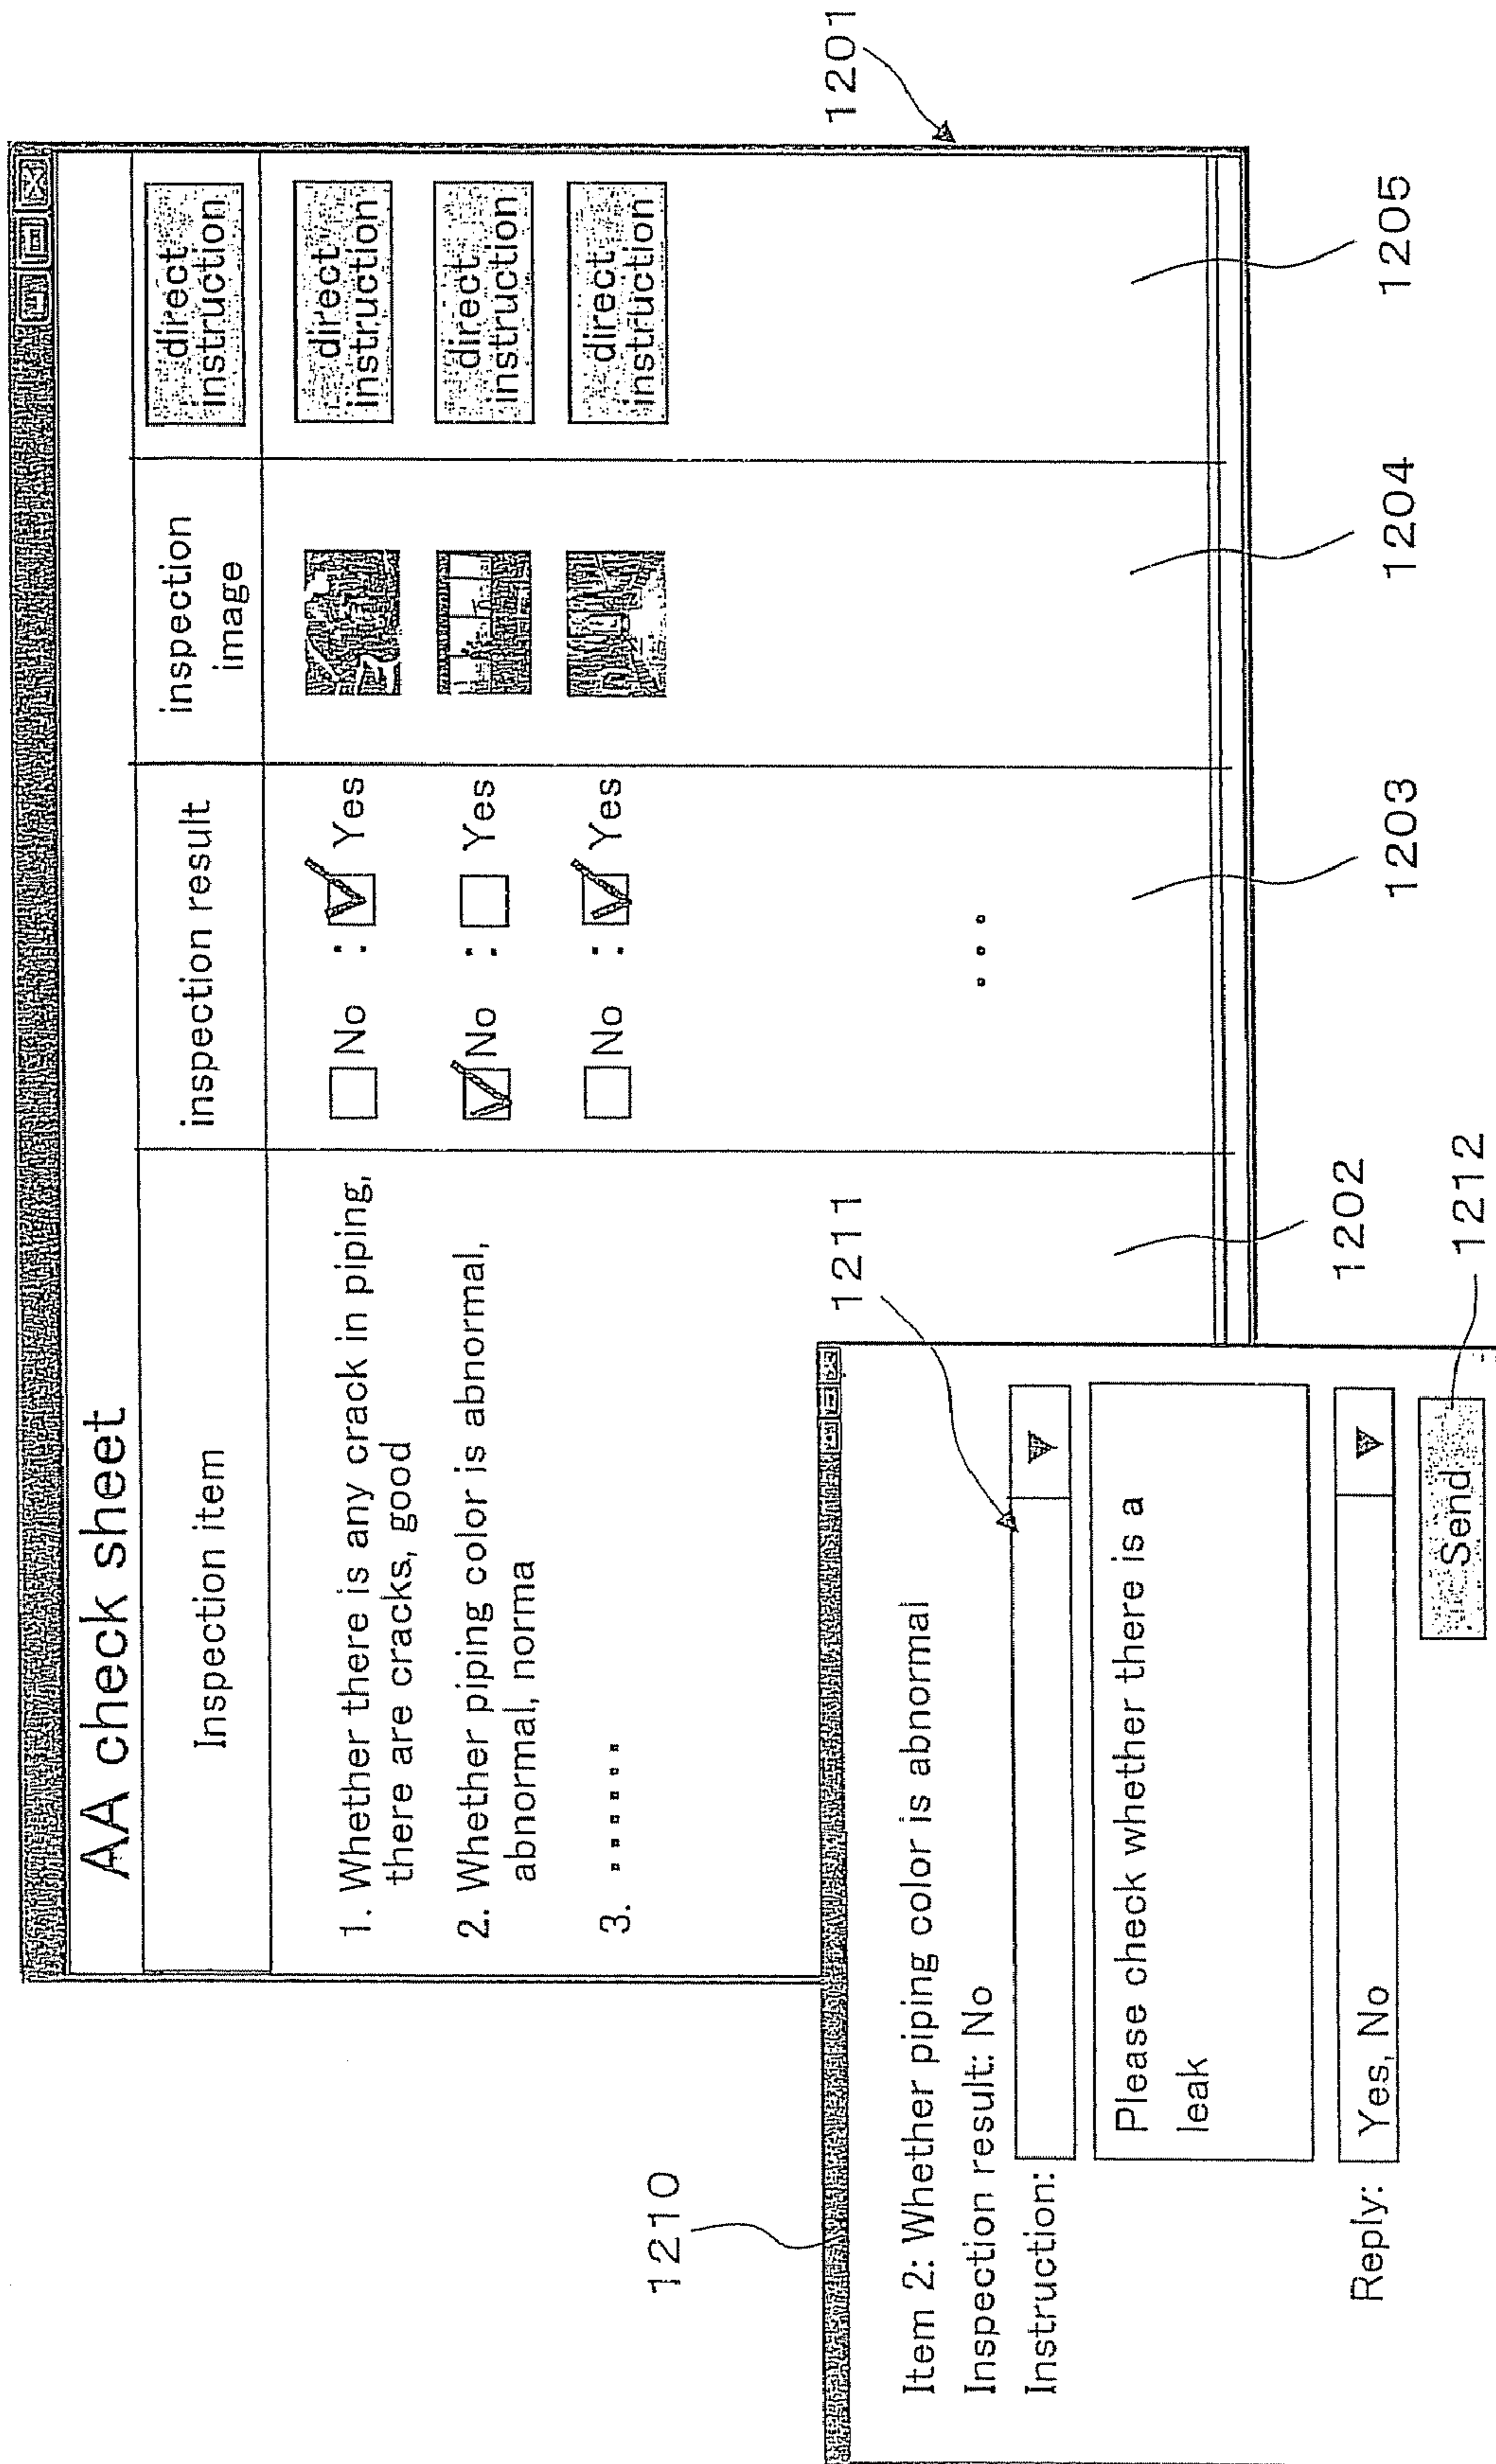 AA check sheet
Inspection item
inspection result
inspection
image
direct
instruction
1. Whether there is any crack in piping,
there are cracks, good
No : Yes
direct
instruction
2. Whether piping color is abnormal,
abnormal, norma
No : Yes
direct
instruction
3. ......
No : Yes
direct
instruction
...
1201
1202
1203
1204
1205
1210
Item 2: Whether piping color is abnormal
Inspection result: No
Instruction:
1211
Please check whether there is a
leak
Reply: Yes, No
Send
1212